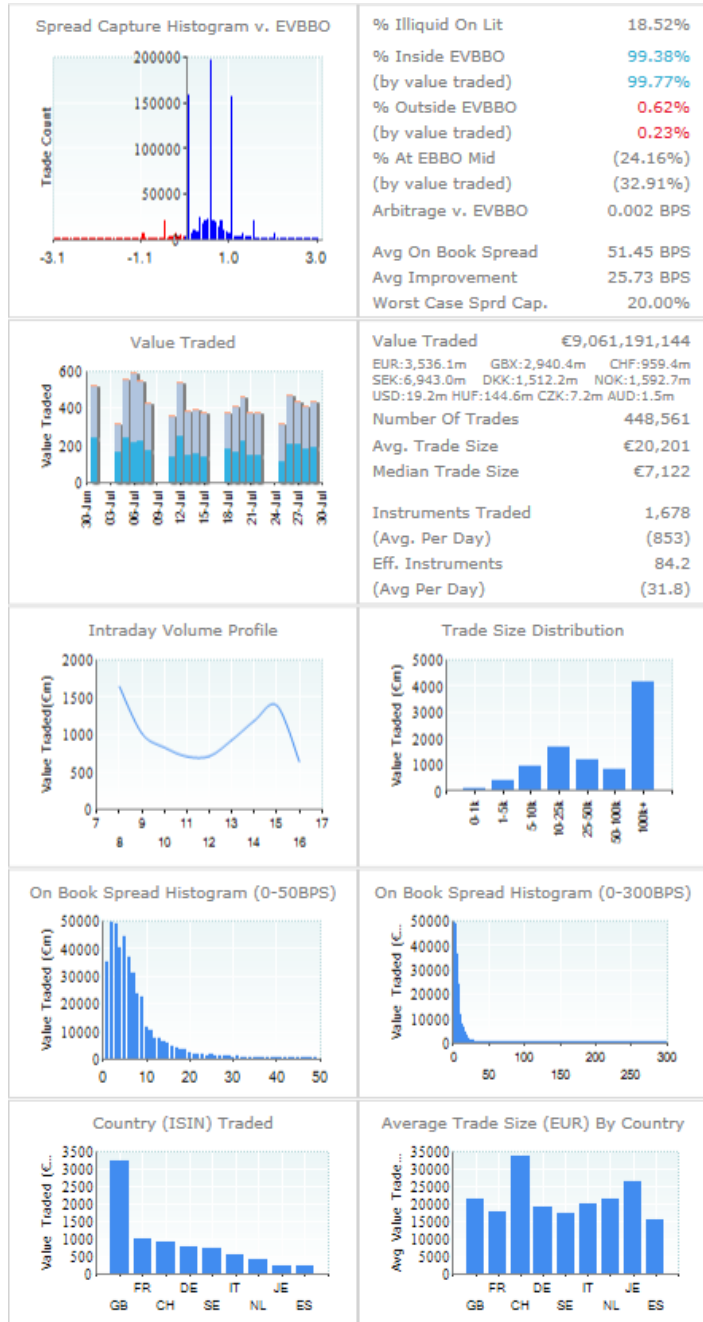 Spread Capture Histogram v. EVBBO
Trade Count
200000
150000
100000
50000
0
-3.1 -1.1 1.0 3.0
% Illiquid On Lit 18.52%
% Inside EVBBO 99.38%
(by value traded) 99.77%
% Outside EVBBO 0.62%
(by value traded) 0.23%
% At EBBO Mid (24.16%)
(by value traded) (32.91%)
Arbitrage v. EVBBO 0.002 BPS
Avg On Book Spread 51.45 BPS
Avg Improvement 25.73 BPS
Worst Case Sprd Cap. 20.00%
Value Traded
Value Traded
600
400
200
0
30-Jun 03-Jul 06-Jul 09-Jul 12-Jul 15-Jul 18-Jul 21-Jul 24-Jul 27-Jul 30-Jul
Value Traded €9,061,191,144
EUR:3,536.1m GBX:2,940.4m CHF:959.4m
SEK:6,943.0m DKK:1,512.2m NOK:1,592.7m
USD:19.2m HUF:144.6m CZK:7.2m AUD:1.5m
Number Of Trades 448,561
Avg. Trade Size €20,201
Median Trade Size €7,122
Instruments Traded 1,678
(Avg. Per Day) (853)
Eff. Instruments 84.2
(Avg Per Day) (31.8)
Intraday Volume Profile
Value Traded(€m)
2000
1500
1000
500
0
7 9 11 13 15 17
8 10 12 14 16
Trade Size Distribution
Value Traded (€m)
5000
4000
3000
2000
1000
0
0-1k 1-5k 5-10k 10-25k 25-50k 50-100k 100k+
On Book Spread Histogram (0-50BPS)
Value Traded (€m)
50000
40000
30000
20000
10000
0
0 10 20 30 40 50
On Book Spread Histogram (0-300BPS)
Value Traded (€...
50000
40000
30000
20000
10000
0
0 100 200 300
50 150 250
Country (ISIN) Traded
Value Traded (€...
3500
3000
2500
2000
1500
1000
500
0
FR DE IT JE
GB CH SE NL ES
Average Trade Size (EUR) By Country
Avg Value Trade...
35000
30000
25000
20000
15000
10000
5000
0
FR DE IT JE
GB CH SE NL ES